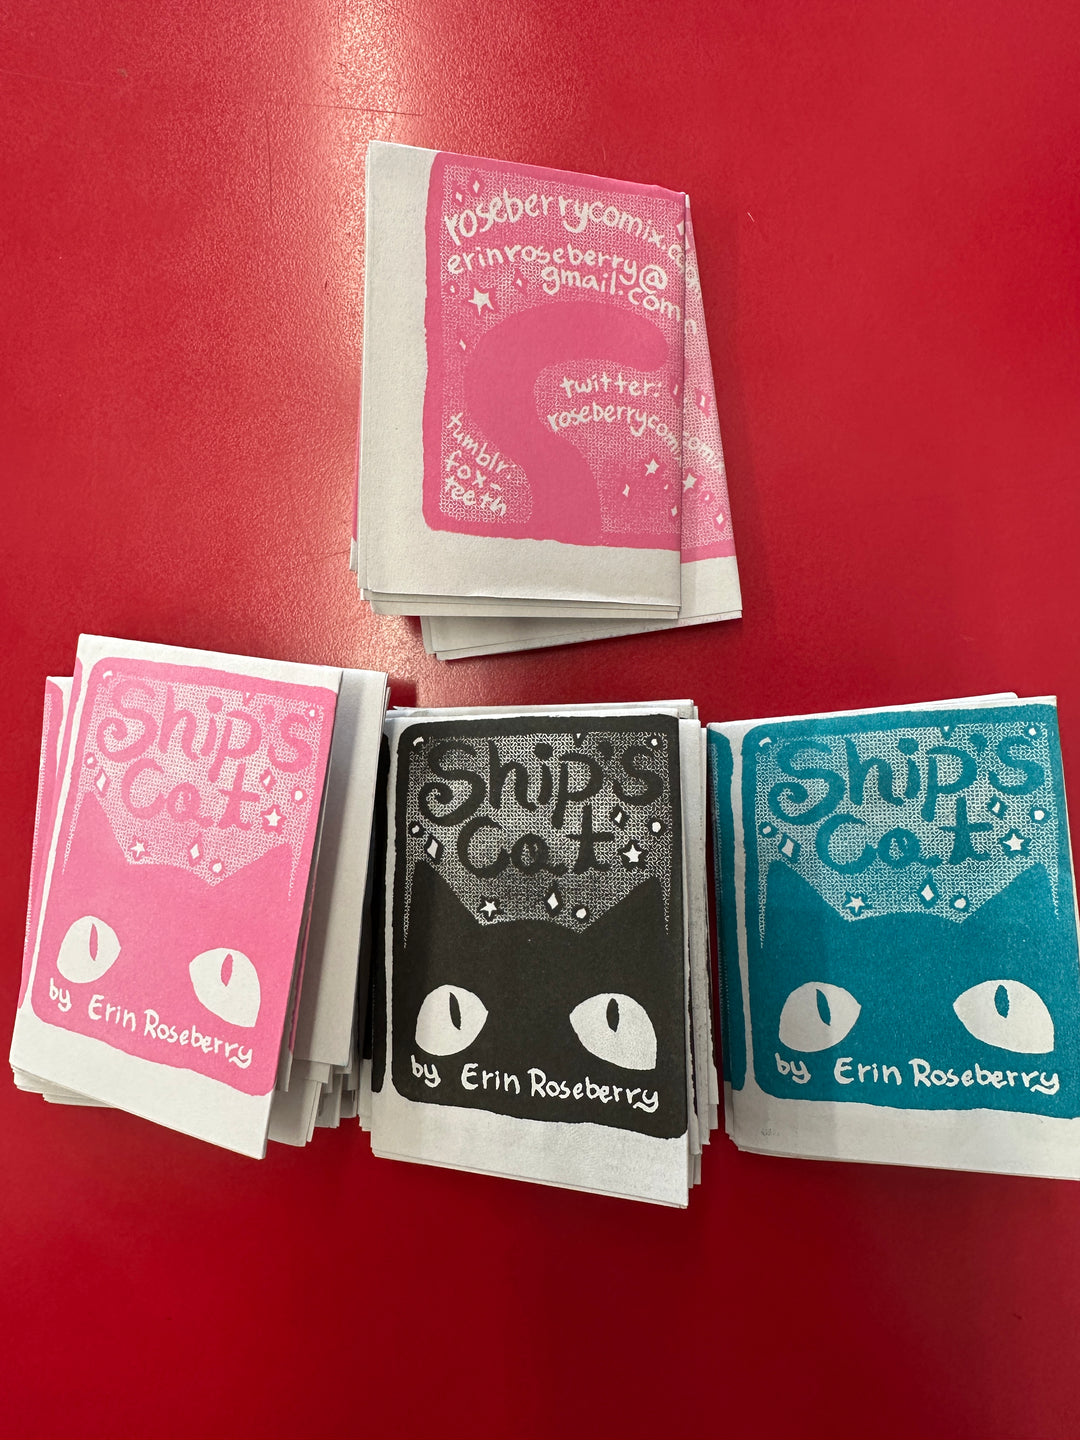 roseberrycomix.com
erinroseberry@
gmail.com
twitter:
roseberrycomix
tumblr:
fox-
teeth
Ship's
Cat
by Erin Roseberry
Ship's
Cat
by Erin Roseberry
Ship's
Cat
by Erin Roseberry